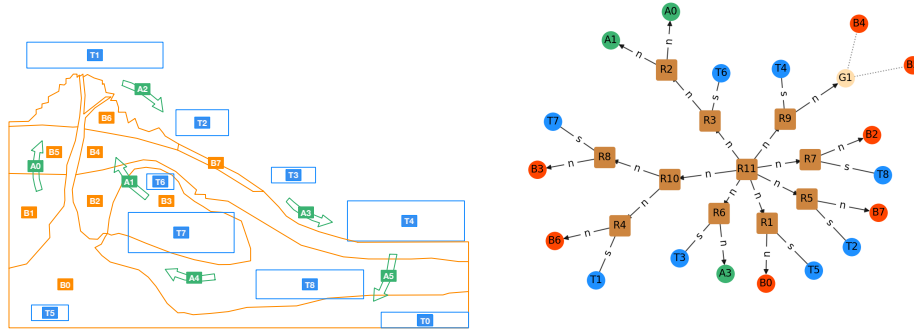 T1
A2
B6
T2
B5
B4
B7
A0
A1
T6
T3
B1
B2
B3
A3
T4
T7
A4
A5
B0
T8
T5
T0
A0
B4
A1
R2
T6
T4
G1
B
n
n
n
s
s
n
T7
R3
R9
B2
s
n
n
n
R8
R7
B3
n
n
n
s
T8
R10
R11
n
R6
R5
n
B7
n
n
n
s
R4
R1
B6
n
s
T2
s
T3
s
n
n
s
T5
T1
A3
B0